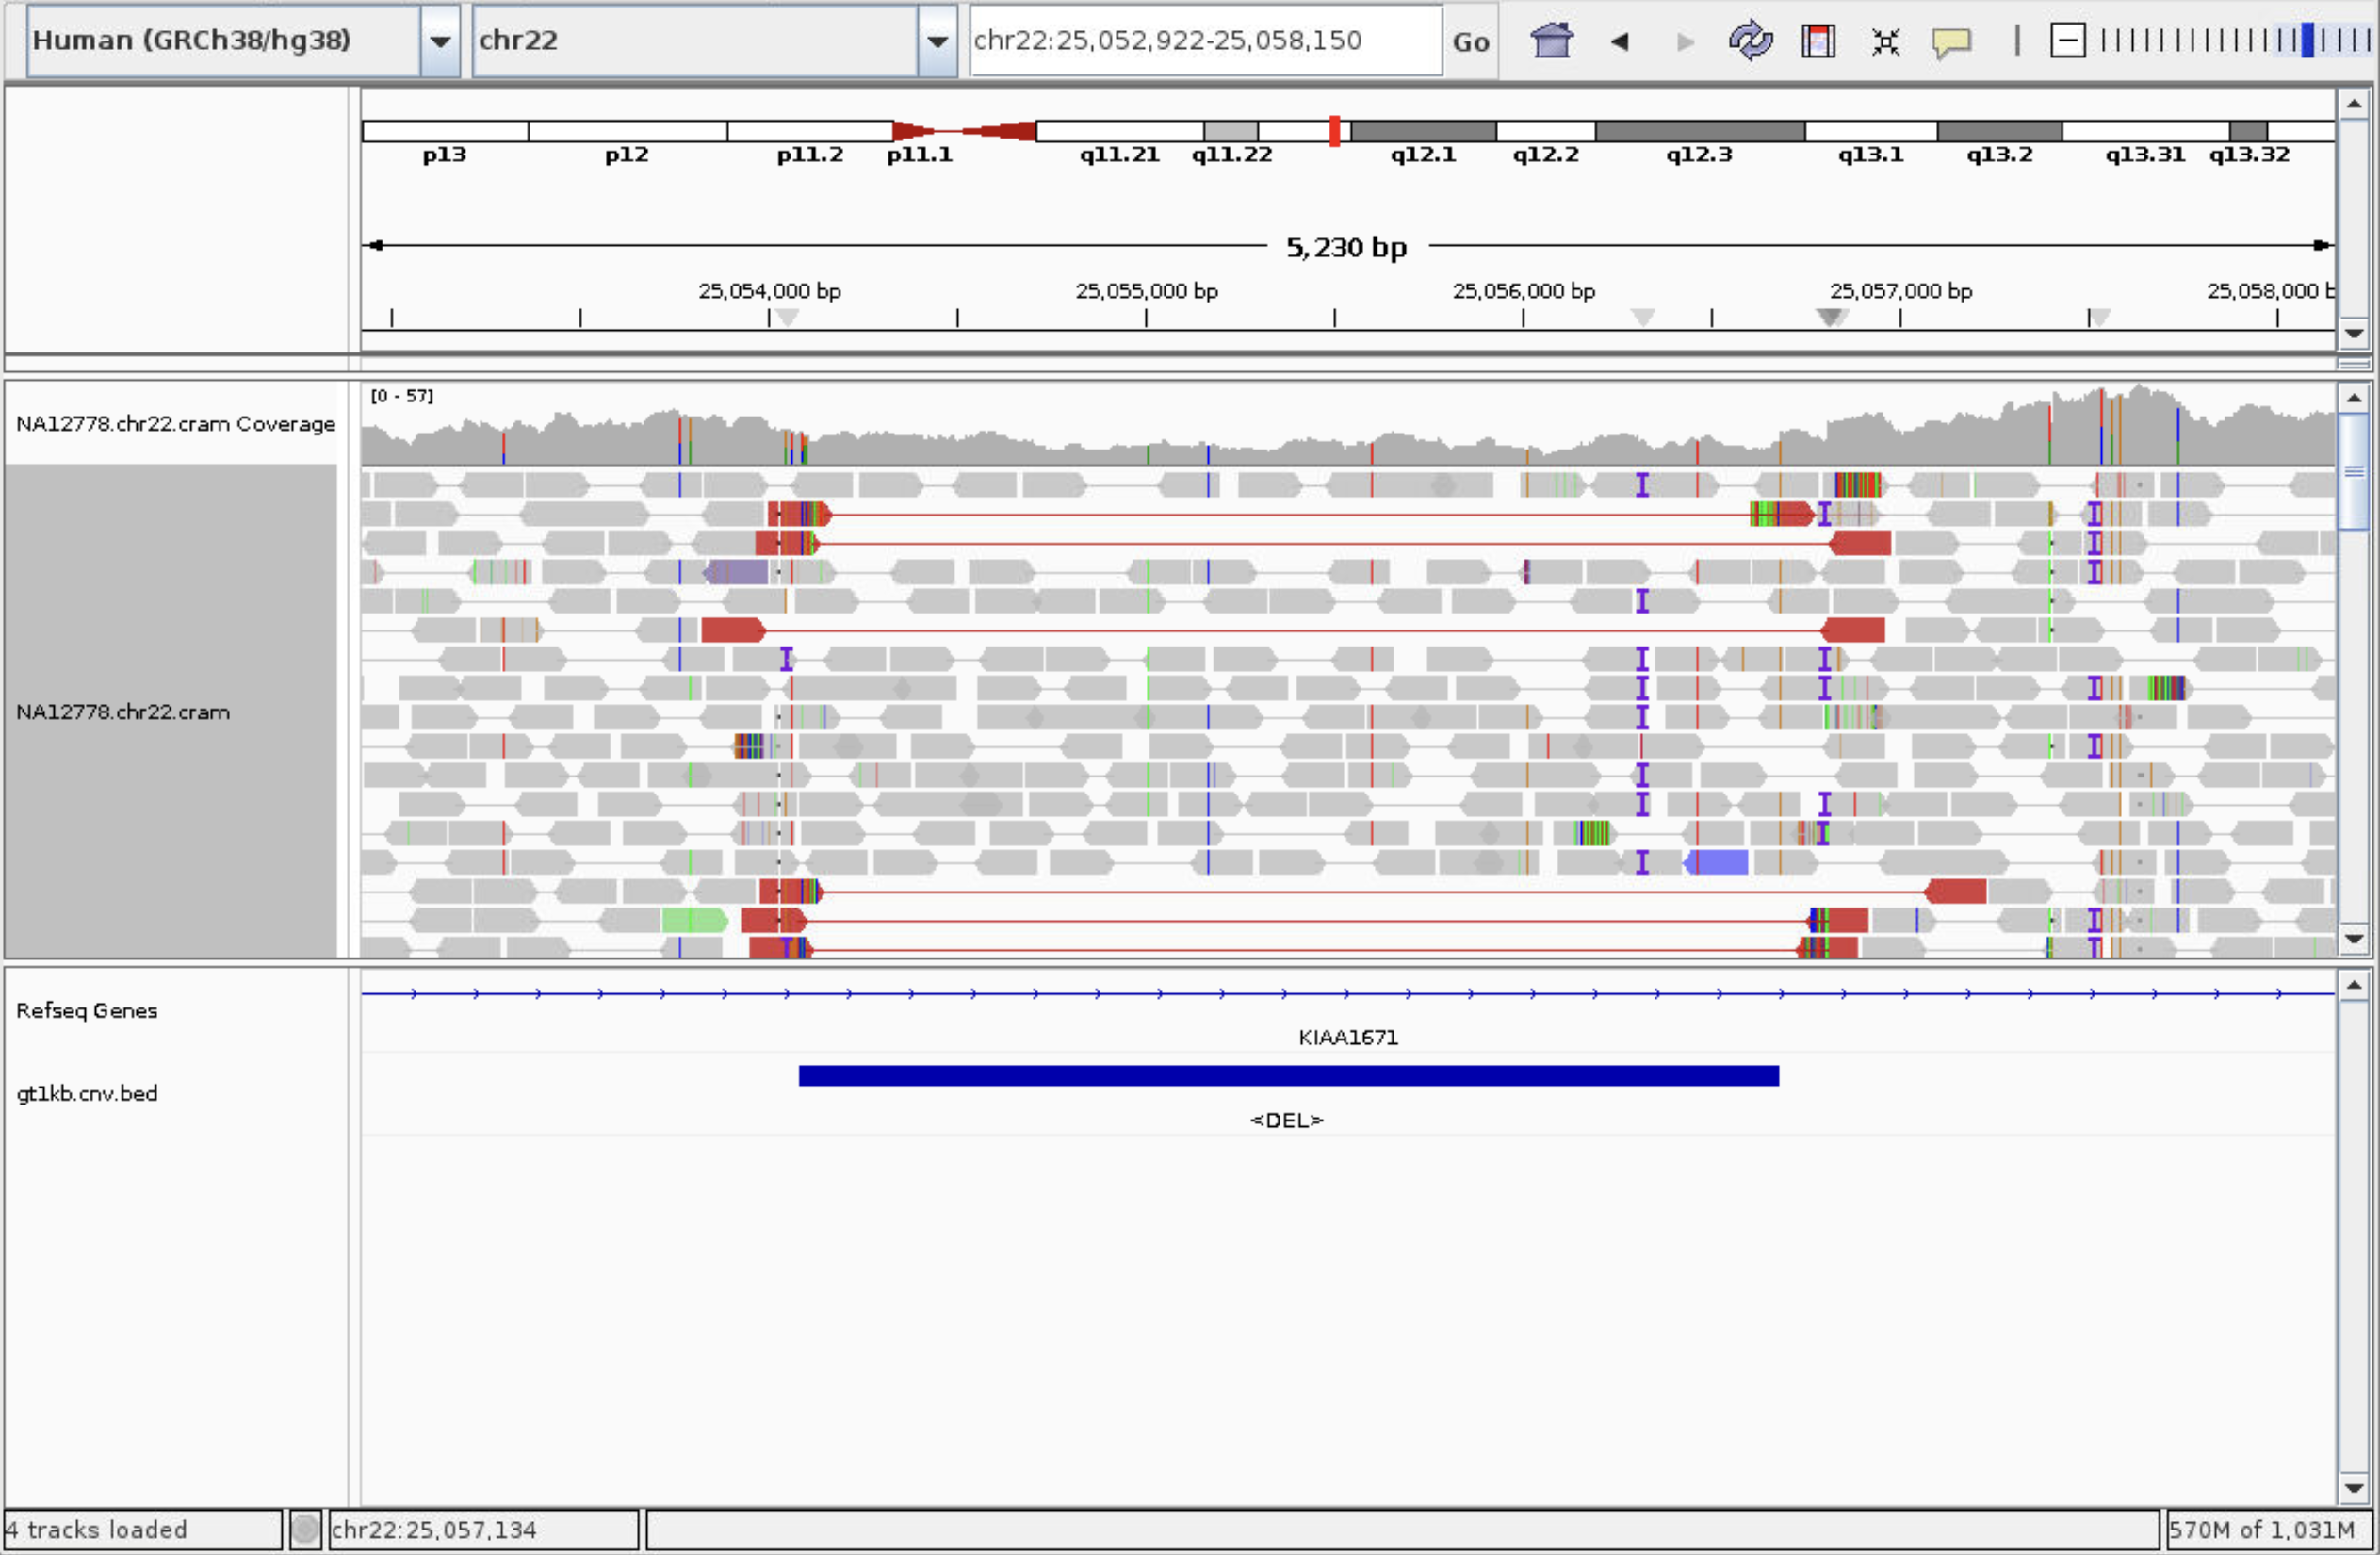 Human (GRCh38/hg38) chr22 chr22:25,052,922-25,058,150 Go
p13 p12 p11.2 p11.1 q11.21 q11.22 q12.1 q12.2 q12.3 q13.1 q13.2 q13.31 q13.32
5,230 bp
25,054,000 bp 25,055,000 bp 25,056,000 bp 25,057,000 bp 25,058,000 b
[0 - 57]
NA12778.chr22.cram Coverage
NA12778.chr22.cram
Refseq Genes
KIAA1671
gt1kb.cnv.bed
<DEL>
4 tracks loaded chr22:25,057,134 570M of 1,031M